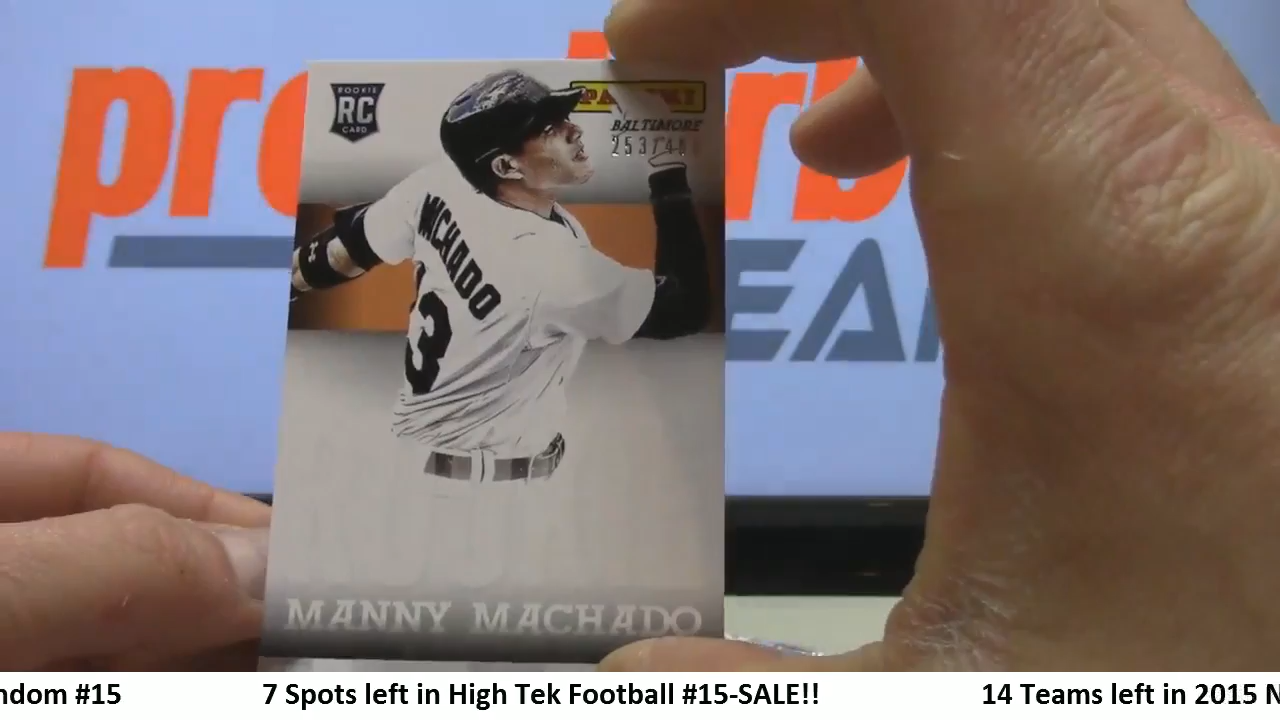 ROOKIE
RC
CARD
PANINI
BALTIMORE
MACHADO
13
MANNY MACHADO
ndom #15
7 Spots left in High Tek Football #15-SALE!!
14 Teams left in 2015 N